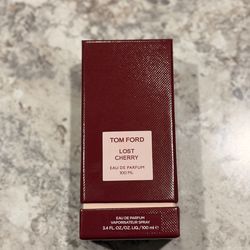 TOM FORD
LOST
CHERRY
EAU DE PARFUM
100 ML
EAU DE PARFUM
VAPORISATEUR SPRAY
3.4 FL. OZ./OZ. LIQ./100 ml ℮